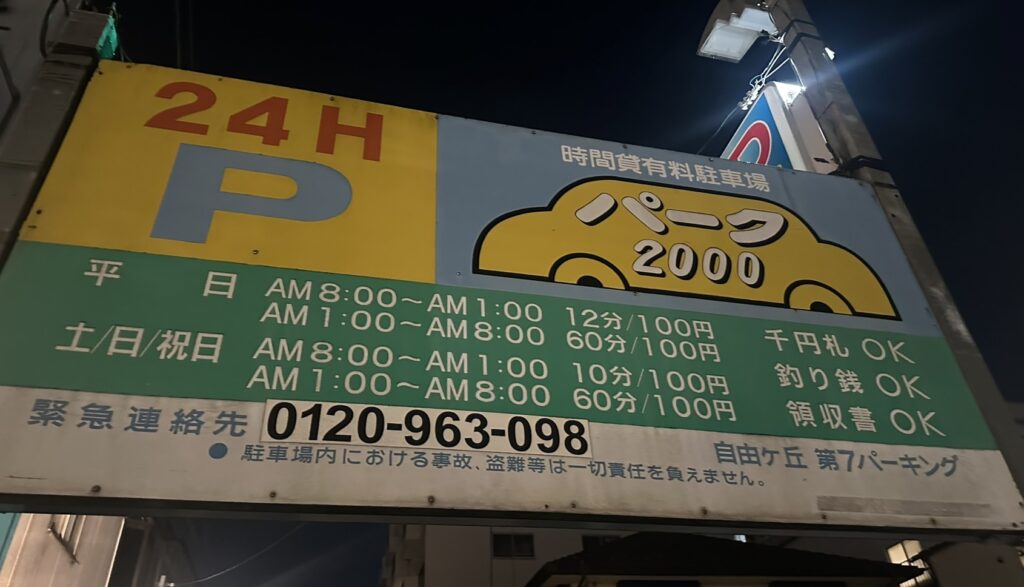 24H
P
時間貸有料駐車場
パーク
2000
平日 AM8:00～AM1:00 12分/100円
AM1:00～AM8:00 60分/100円
土/日/祝日 AM8:00～AM1:00 10分/100円
AM1:00～AM8:00 60分/100円
千円札 OK
釣り銭 OK
領収書 OK
緊急連絡先 0120-963-098
●駐車場内における事故、盗難等は一切責任を負えません。
自由ケ丘 第7パーキング